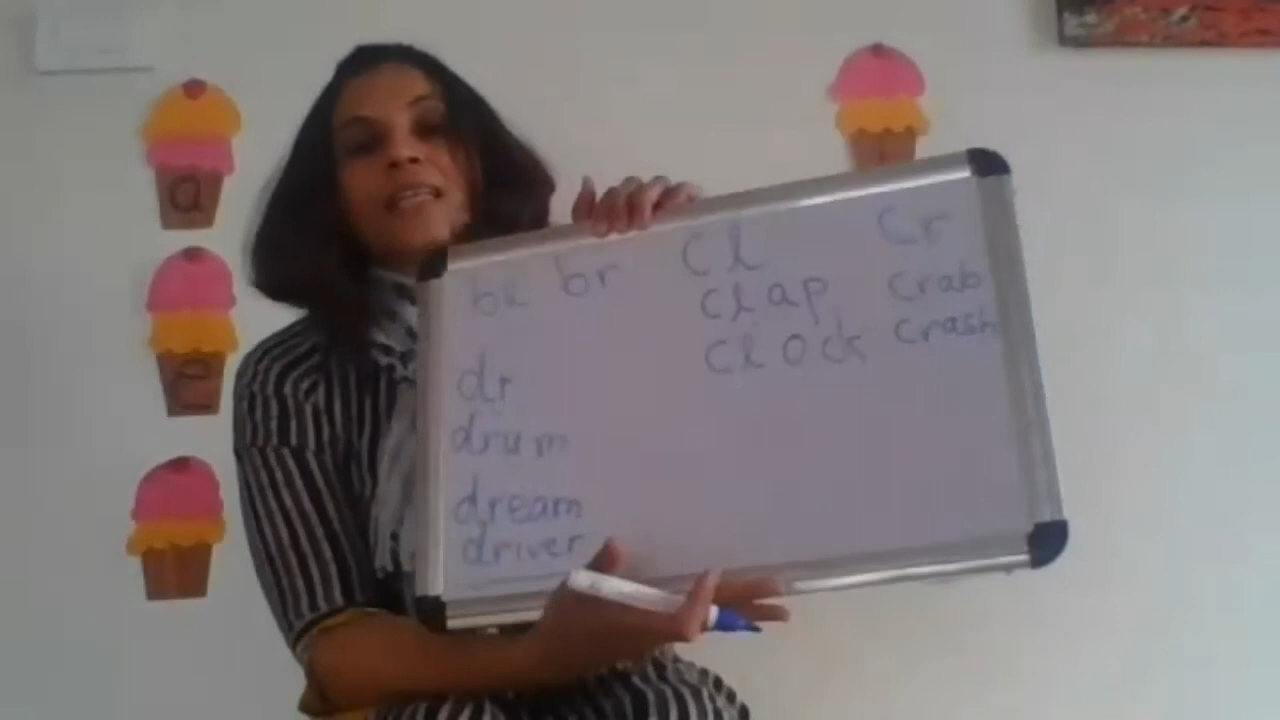 a
e
bl br cl cr
clap crab
clock crash
dr
drum
dream
driver